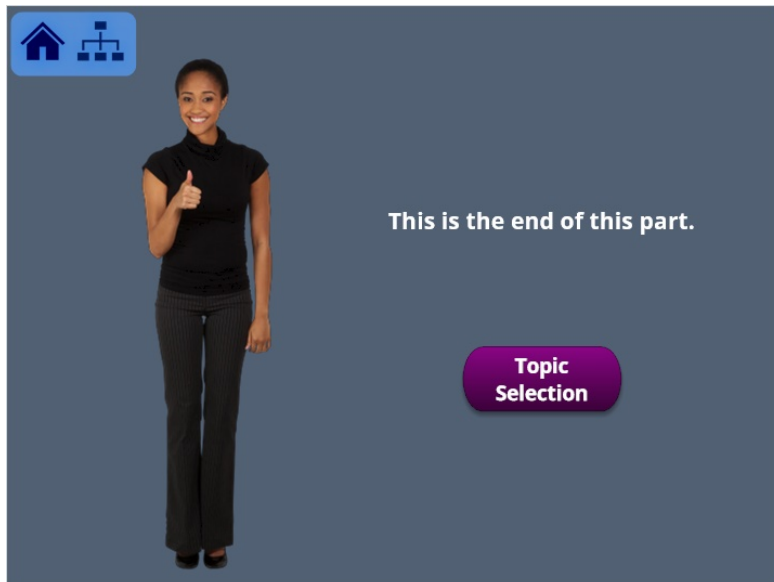 This is the end of this part.
Topic
Selection